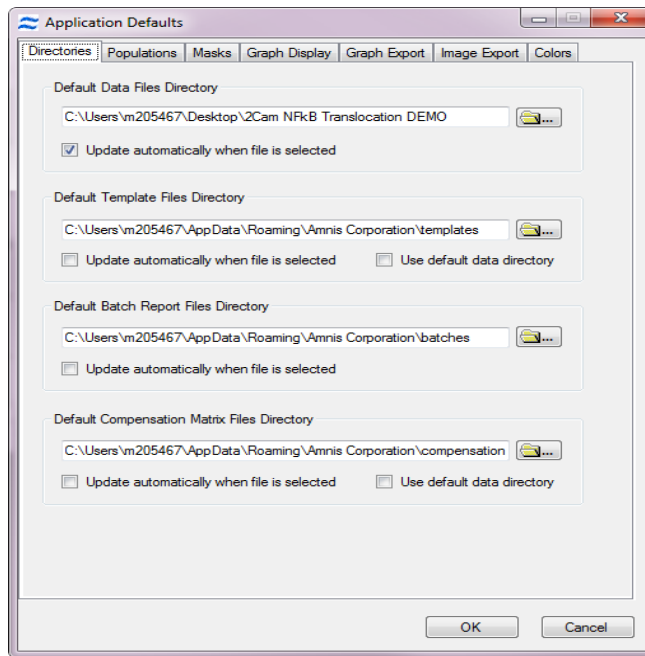 Application Defaults
Directories Populations Masks Graph Display Graph Export Image Export Colors
Default Data Files Directory
C:\Users\m205467\Desktop\2Cam NFkB Translocation DEMO
...
Update automatically when file is selected
Default Template Files Directory
C:\Users\m205467\AppData\Roaming\Amnis Corporation\templates
...
Update automatically when file is selected Use default data directory
Default Batch Report Files Directory
C:\Users\m205467\AppData\Roaming\Amnis Corporation\batches
...
Update automatically when file is selected
Default Compensation Matrix Files Directory
C:\Users\m205467\AppData\Roaming\Amnis Corporation\compensation
...
Update automatically when file is selected Use default data directory
OK Cancel